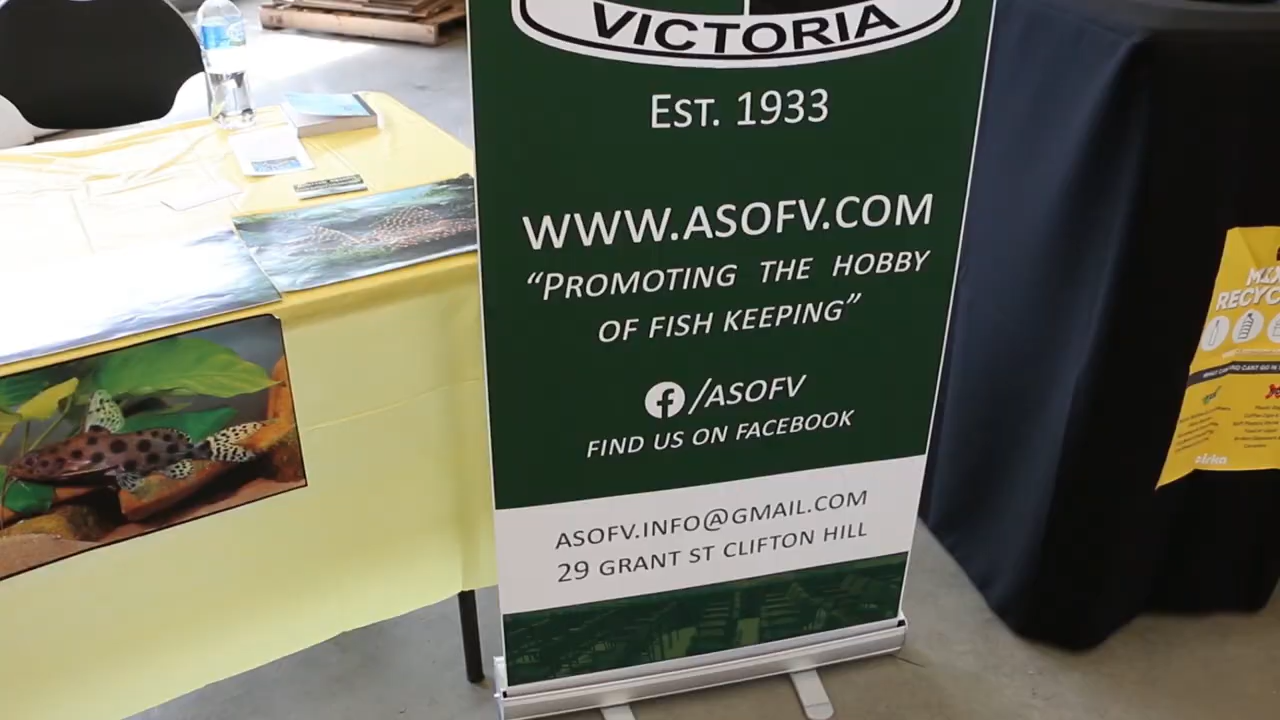 VICTORIA
EST. 1933
WWW.ASOFV.COM
"PROMOTING THE HOBBY
OF FISH KEEPING"
/ASOFV
FIND US ON FACEBOOK
ASOFV.INFO@GMAIL.COM
29 GRANT ST CLIFTON HILL